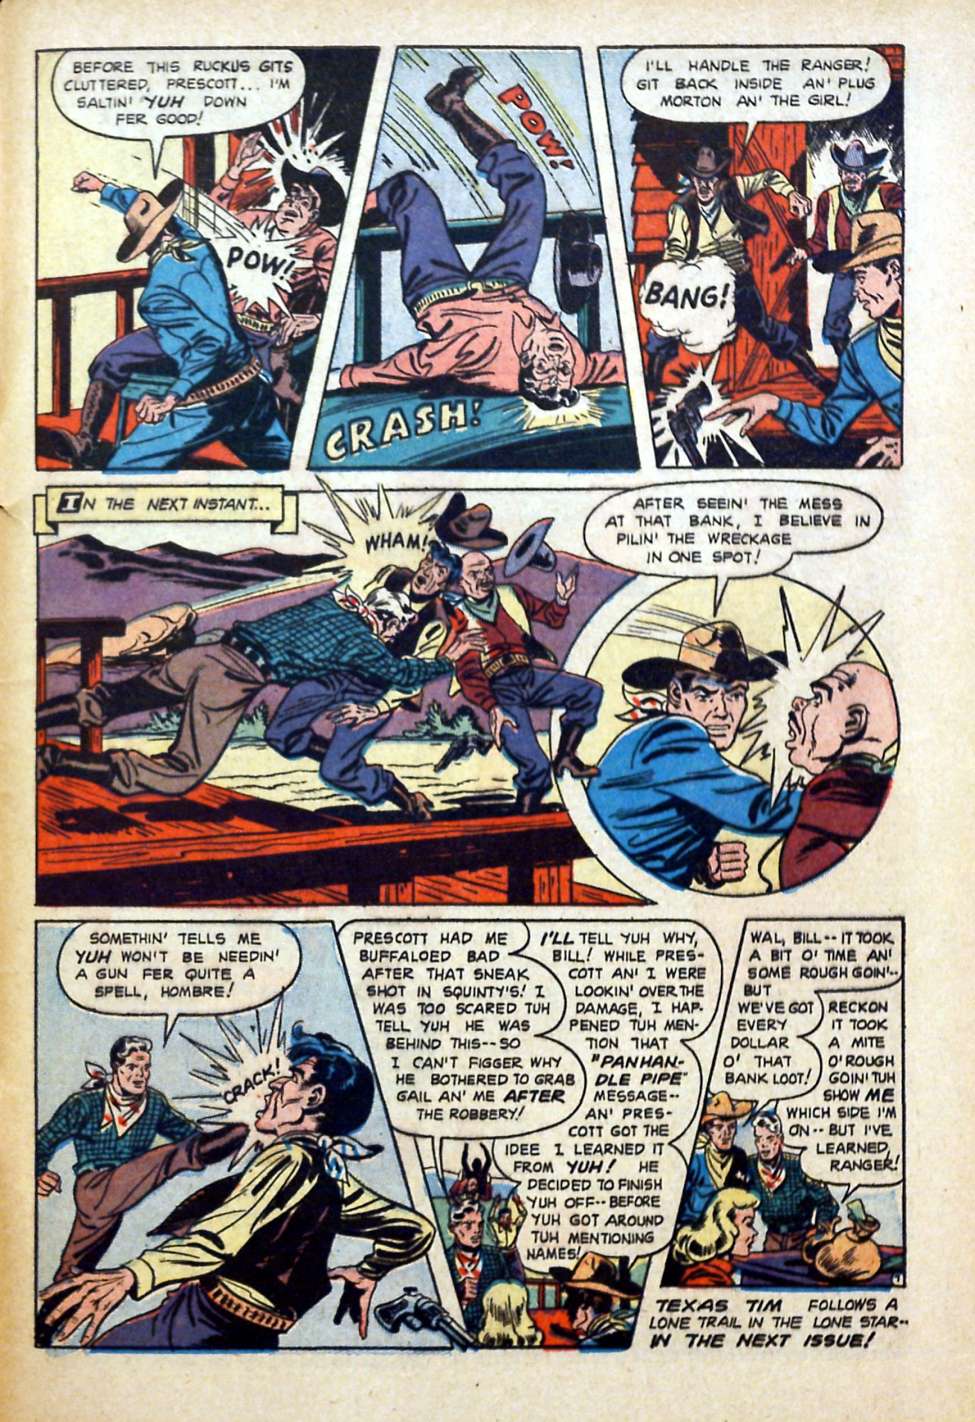 BEFORE THIS RUCKUS GITS
CLUTTERED, PRESCOTT... I'M
SALTIN' YUH DOWN
FER GOOD!
POW!
POW!
CRASH!
I'LL HANDLE THE RANGER!
GIT BACK INSIDE AN' PLUG
MORTON AN' THE GIRL!
BANG!
IN THE NEXT INSTANT...
WHAM!
AFTER SEEIN' THE MESS
AT THAT BANK, I BELIEVE IN
PILIN' THE WRECKAGE
IN ONE SPOT!
SOMETHIN' TELLS ME
YUH WON'T BE NEEDIN'
A GUN FER QUITE A
SPELL, HOMBRE!
CRACK!
PRESCOTT HAD ME
BUFFALOED BAD
AFTER THAT SNEAK
SHOT IN SQUINTY'S! I
WAS TOO SCARED TUH
TELL YUH HE WAS
BEHIND THIS--SO
I CAN'T FIGGER WHY
HE BOTHERED TO GRAB
GAIL AN' ME AFTER
THE ROBBERY!
I'LL TELL YUH WHY,
BILL! WHILE PRES-
COTT AN' I WERE
LOOKIN' OVER THE
DAMAGE, I HAP-
PENED TUH MEN-
TION THAT
"PANHAN-
DLE PIPE"
MESSAGE--
AN' PRES-
COTT GOT THE
IDEE I LEARNED IT
FROM YUH! HE
DECIDED TO FINISH
YUH OFF--BEFORE
YUH GOT AROUND
TUH MENTIONING
NAMES!
WAL, BILL--IT TOOK
A BIT O' TIME AN'
SOME ROUGH GOIN'--
BUT
WE'VE GOT
EVERY
DOLLAR
O' THAT
BANK LOOT!
RECKON
IT TOOK
A MITE
O' ROUGH
GOIN' TUH
SHOW ME
WHICH SIDE I'M
ON--BUT I'VE
LEARNED,
RANGER!
TEXAS TIM FOLLOWS A
LONE TRAIL IN THE LONE STAR--
IN THE NEXT ISSUE!